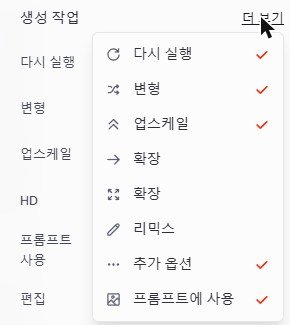 생성 작업
더 보기
다시 실행
변형
업스케일
HD
프롬프트
사용
편집
다시 실행
변형
업스케일
확장
확장
리믹스
추가 옵션
프롬프트에 사용